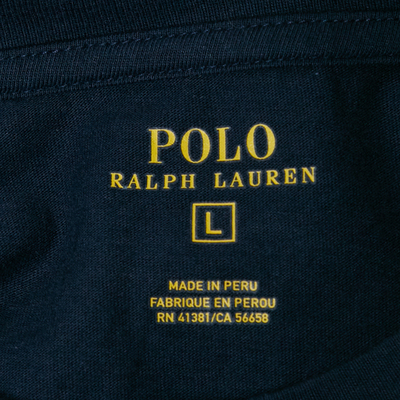 POLO
RALPH LAUREN
L
MADE IN PERU
FABRIQUE EN PEROU
RN 41381/CA 56658